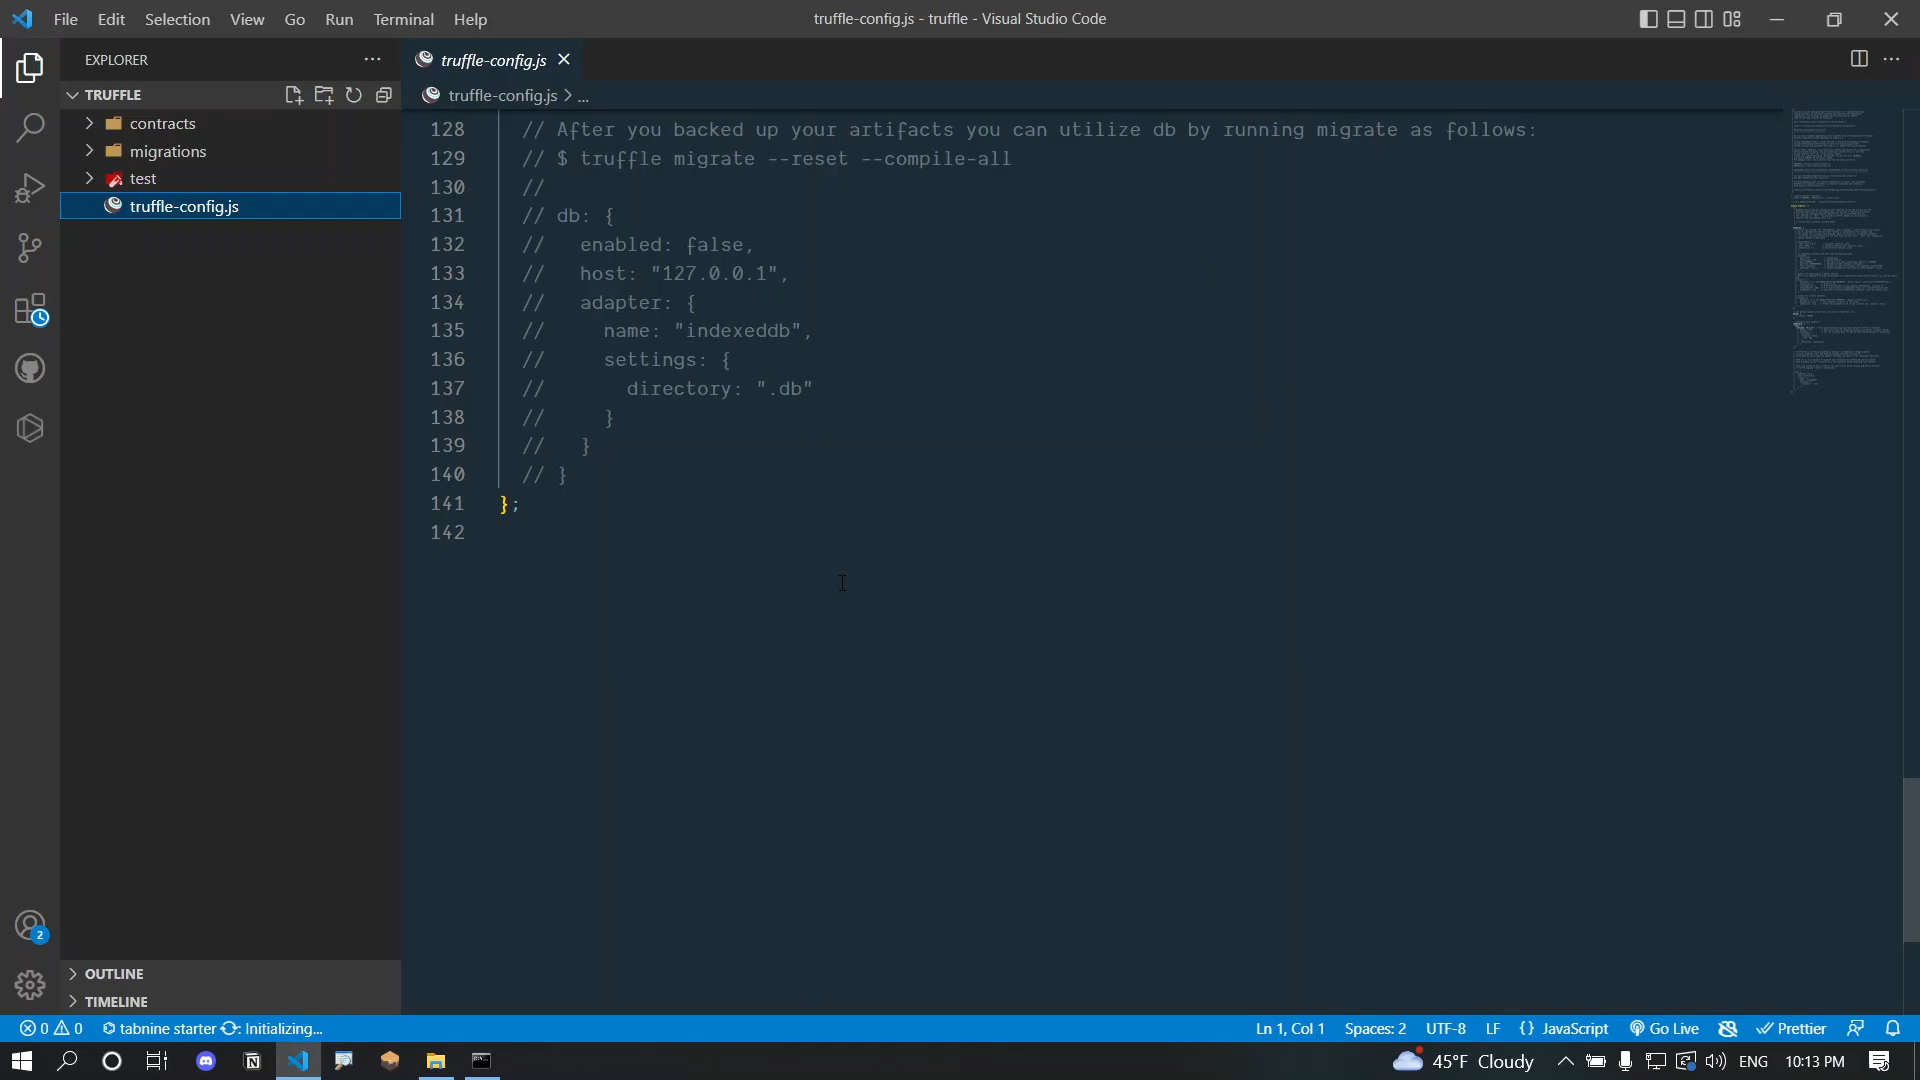 File Edit Selection View Go Run Terminal Help
truffle-config.js - truffle - Visual Studio Code
EXPLORER
truffle-config.js
TRUFFLE
truffle-config.js > ...
contracts
migrations
test
truffle-config.js
128 // After you backed up your artifacts you can utilize db by running migrate as follows:
129 // $ truffle migrate --reset --compile-all
130 //
131 // db: {
132 //   enabled: false,
133 //   host: "127.0.0.1",
134 //   adapter: {
135 //     name: "indexeddb",
136 //     settings: {
137 //       directory: ".db"
138 //     }
139 //   }
140 // }
141 };
142
2
OUTLINE
TIMELINE
0 0 tabnine starter : Initializing...
Ln 1, Col 1 Spaces: 2 UTF-8 LF {} JavaScript Go Live Prettier
45°F Cloudy ENG 10:13 PM